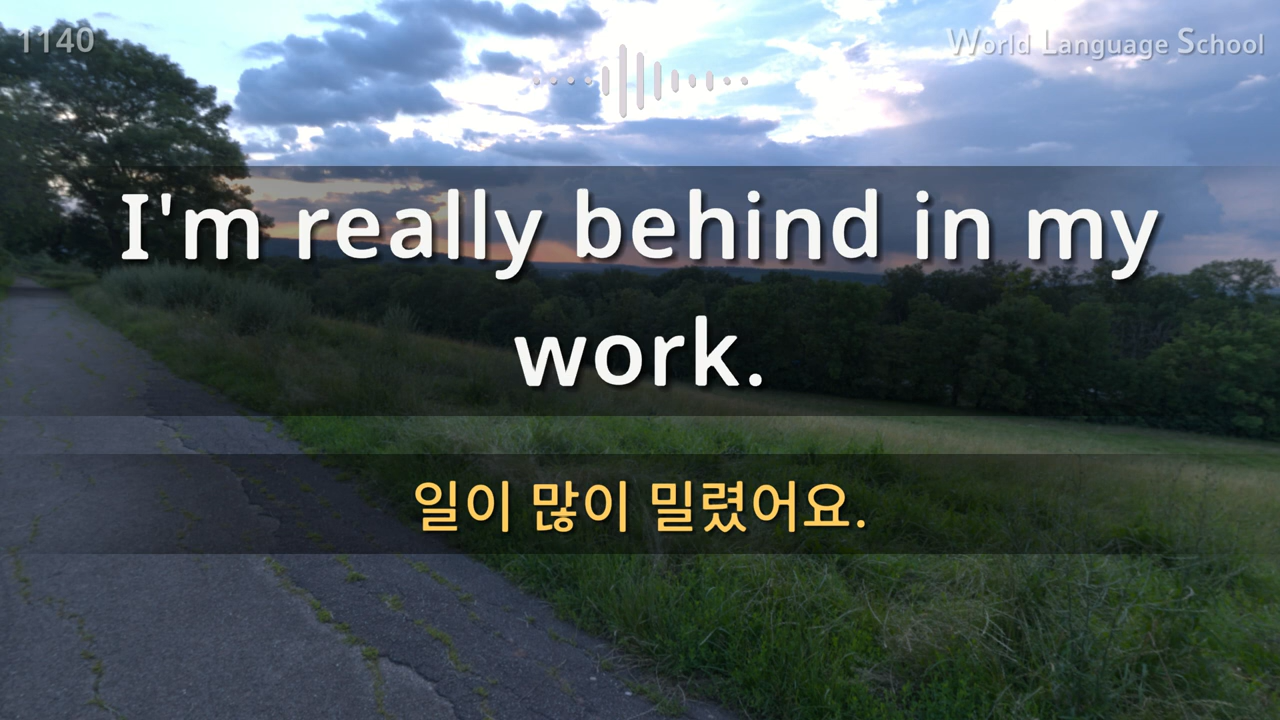 1140
World Language School
I'm really behind in my
work.
일이 많이 밀렸어요.